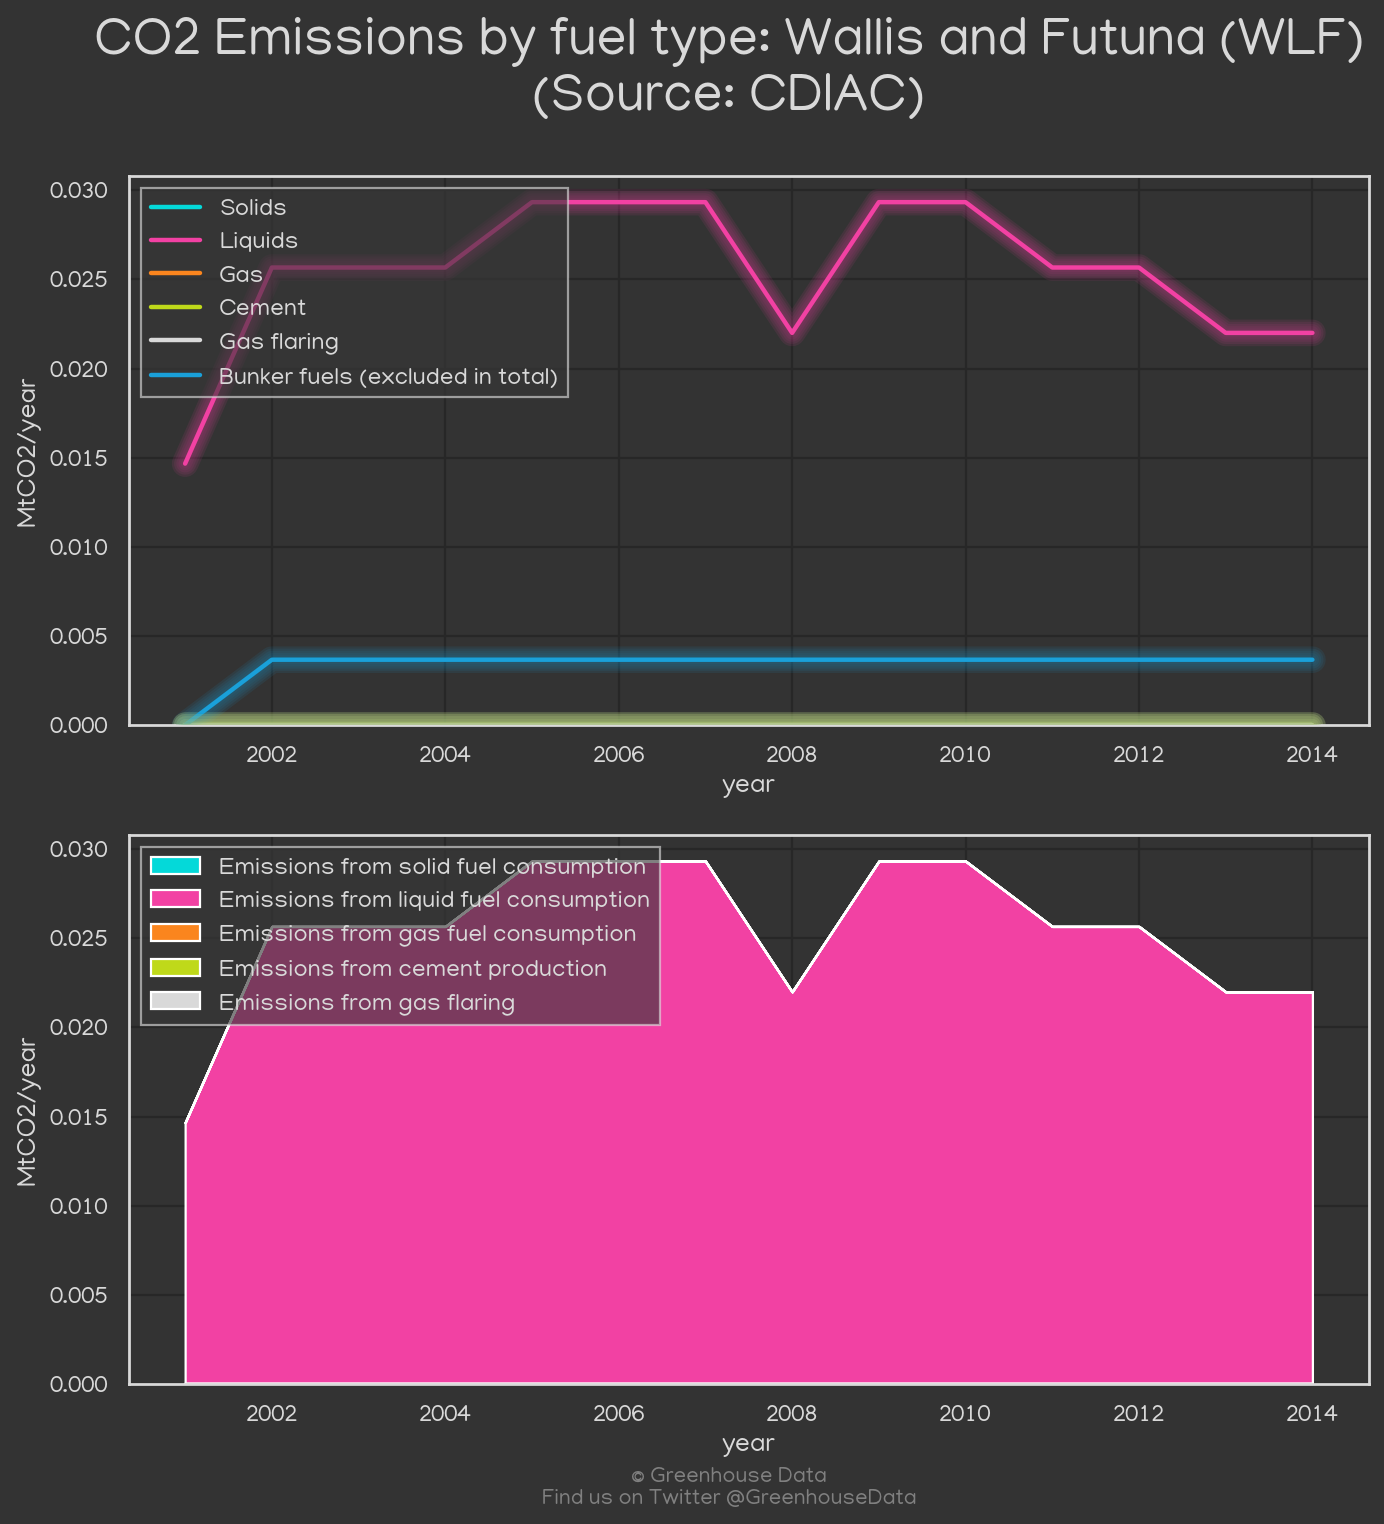 CO2 Emissions by fuel type: Wallis and Futuna (WLF)
(Source: CDIAC)
0.030
0.025
0.020
0.015
0.010
0.005
0.000
MtCO2/year
Solids
Liquids
Gas
Cement
Gas flaring
Bunker fuels (excluded in total)
2002 2004 2006 2008 2010 2012 2014
year
0.030
0.025
0.020
0.015
0.010
0.005
0.000
MtCO2/year
Emissions from solid fuel consumption
Emissions from liquid fuel consumption
Emissions from gas fuel consumption
Emissions from cement production
Emissions from gas flaring
2002 2004 2006 2008 2010 2012 2014
year
© Greenhouse Data
Find us on Twitter @GreenhouseData